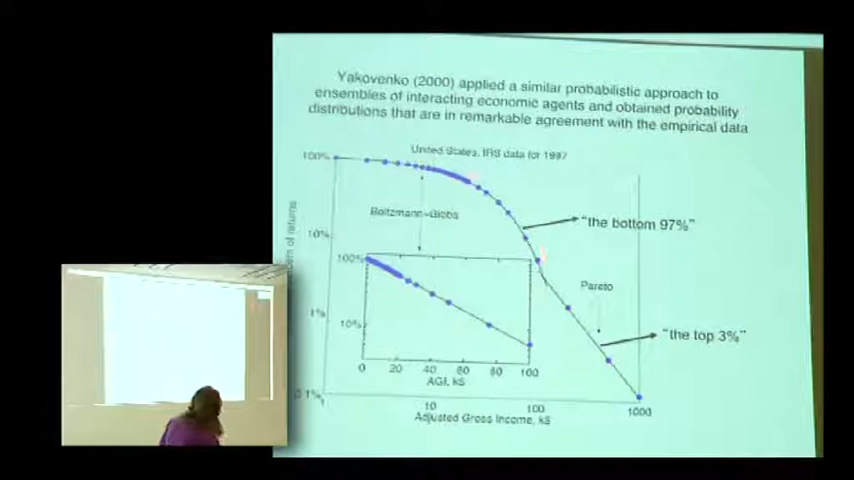 Yakovenko (2000) applied a similar probabilistic approach to
ensembles of interacting economic agents and obtained probability
distributions that are in remarkable agreement with the empirical data
United States, IRS data for 1997
100%
Boltzmann-Gibbs
"the bottom 97%"
10%
of returns
100%
Pareto
1%
10%
"the top 3%"
0 20 40 60 80 100
AGI, k$
0.1%
1 10 100 1000
Adjusted Gross Income, k$